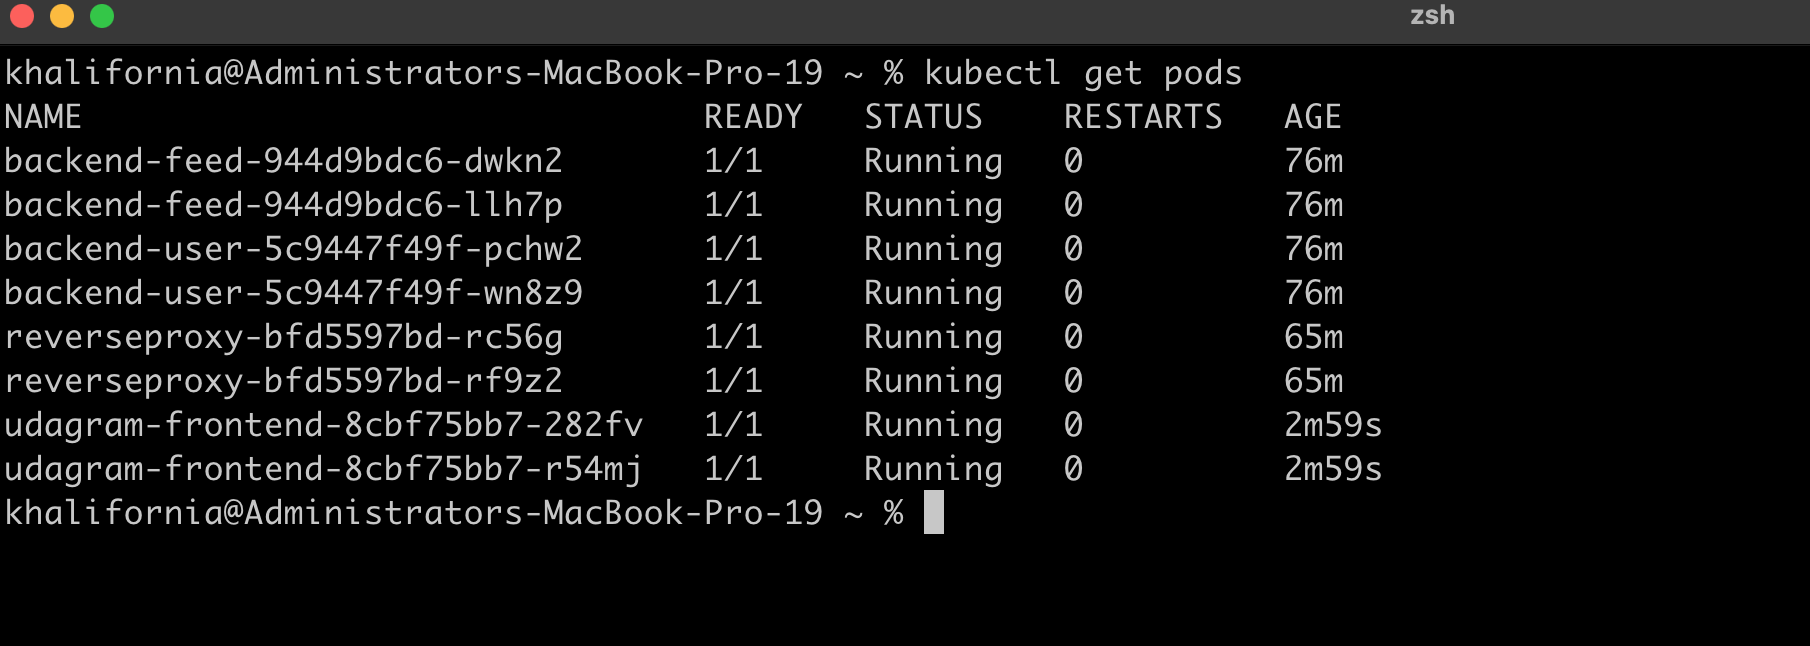 zsh
khalifornia@Administrators-MacBook-Pro-19 ~ % kubectl get pods
NAME READY STATUS RESTARTS AGE
backend-feed-944d9bdc6-dwkn2 1/1 Running 0 76m
backend-feed-944d9bdc6-llh7p 1/1 Running 0 76m
backend-user-5c9447f49f-pchw2 1/1 Running 0 76m
backend-user-5c9447f49f-wn8z9 1/1 Running 0 76m
reverseproxy-bfd5597bd-rc56g 1/1 Running 0 65m
reverseproxy-bfd5597bd-rf9z2 1/1 Running 0 65m
udagram-frontend-8cbf75bb7-282fv 1/1 Running 0 2m59s
udagram-frontend-8cbf75bb7-r54mj 1/1 Running 0 2m59s
khalifornia@Administrators-MacBook-Pro-19 ~ %